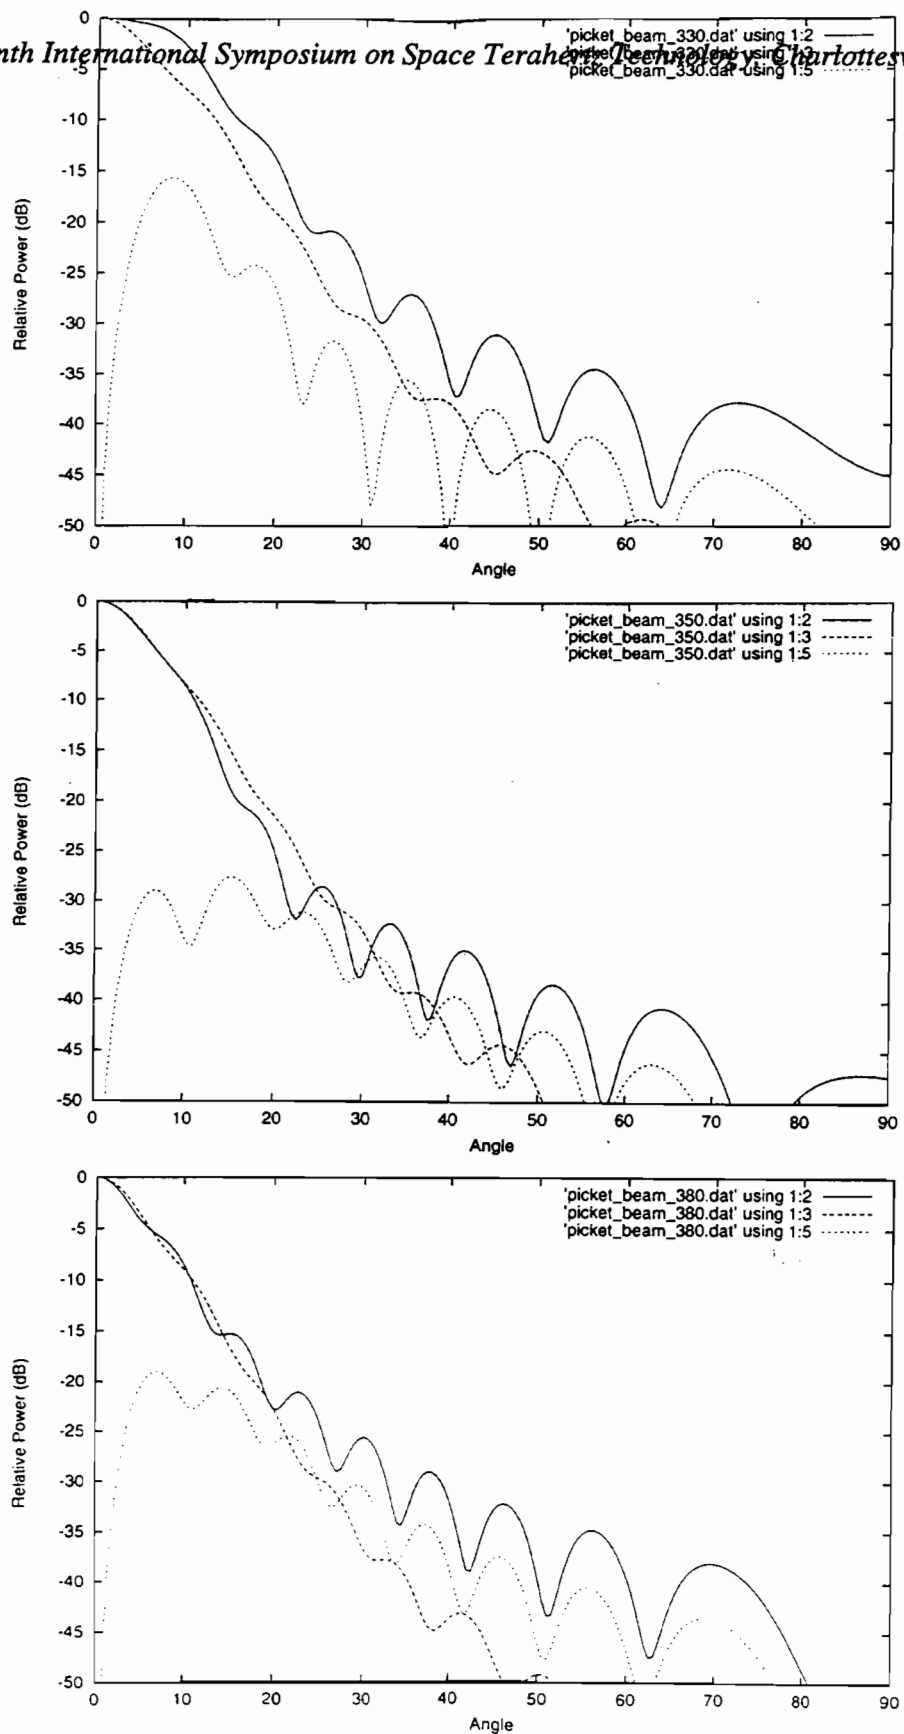 0
'picket_beam_330.dat' using 1:2
nth International Symposium on Space Terahertz Technology, Charlottesv
'picket_beam_330.dat' using 1:3
'picket_beam_330.dat' using 1:5
-5
-10
-15
-20
-25
-30
-35
-40
-45
-50
Relative Power (dB)
0 10 20 30 40 50 60 70 80 90
Angle
0
'picket_beam_350.dat' using 1:2
'picket_beam_350.dat' using 1:3
'picket_beam_350.dat' using 1:5
-5
-10
-15
-20
-25
-30
-35
-40
-45
-50
Relative Power (dB)
0 10 20 30 40 50 60 70 80 90
Angle
0
'picket_beam_380.dat' using 1:2
'picket_beam_380.dat' using 1:3
'picket_beam_380.dat' using 1:5
-5
-10
-15
-20
-25
-30
-35
-40
-45
-50
Relative Power (dB)
0 10 20 30 40 50 60 70 80 90
Angle